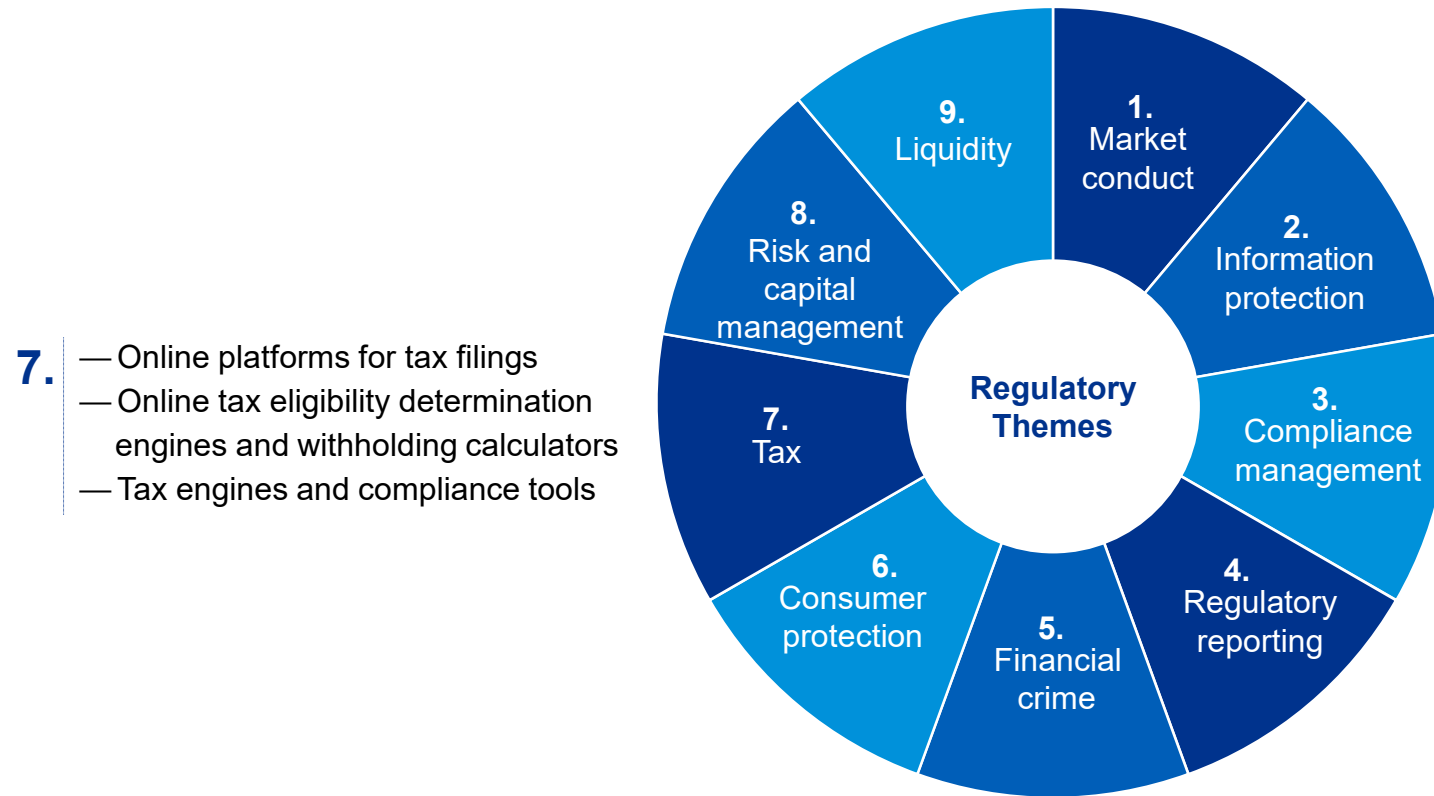 7.
— Online platforms for tax filings
— Online tax eligibility determination
engines and withholding calculators
— Tax engines and compliance tools
Regulatory
Themes
1.
Market
conduct
2.
Information
protection
3.
Compliance
management
4.
Regulatory
reporting
5.
Financial
crime
6.
Consumer
protection
7.
Tax
8.
Risk and
capital
management
9.
Liquidity